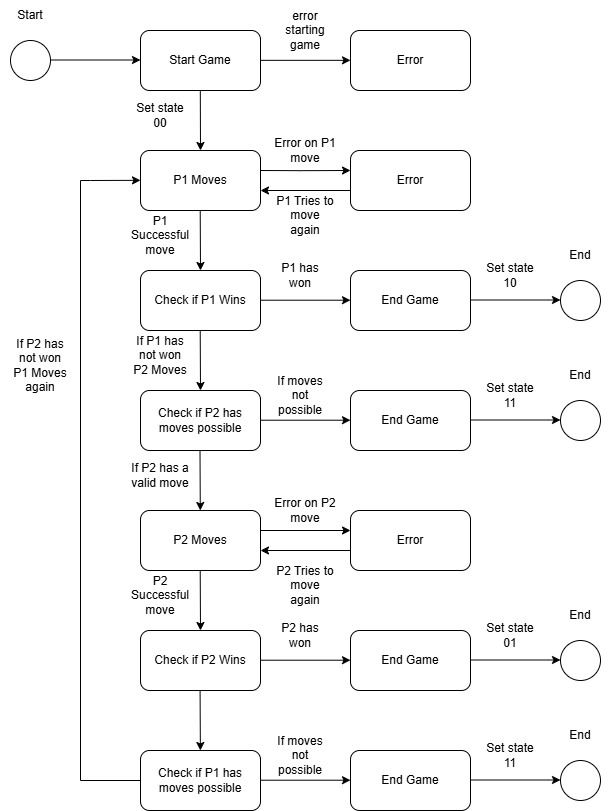 Start
error
starting
game
Start Game
Error
Set state
00
Error on P1
move
P1 Moves
Error
P1 Tries to
move
again
P1
Successful
move
End
P1 has
won
Set state
10
Check if P1 Wins
End Game
If P2 has
not won
P1 Moves
again
If P1 has
not won
P2 Moves
End
If moves
not
possible
Set state
11
Check if P2 has
moves possible
End Game
If P2 has a
valid move
Error on P2
move
P2 Moves
Error
P2 Tries to
move
again
P2
Successful
move
End
P2 has
won
Set state
01
Check if P2 Wins
End Game
End
If moves
not
possible
Set state
11
Check if P1 has
moves possible
End Game